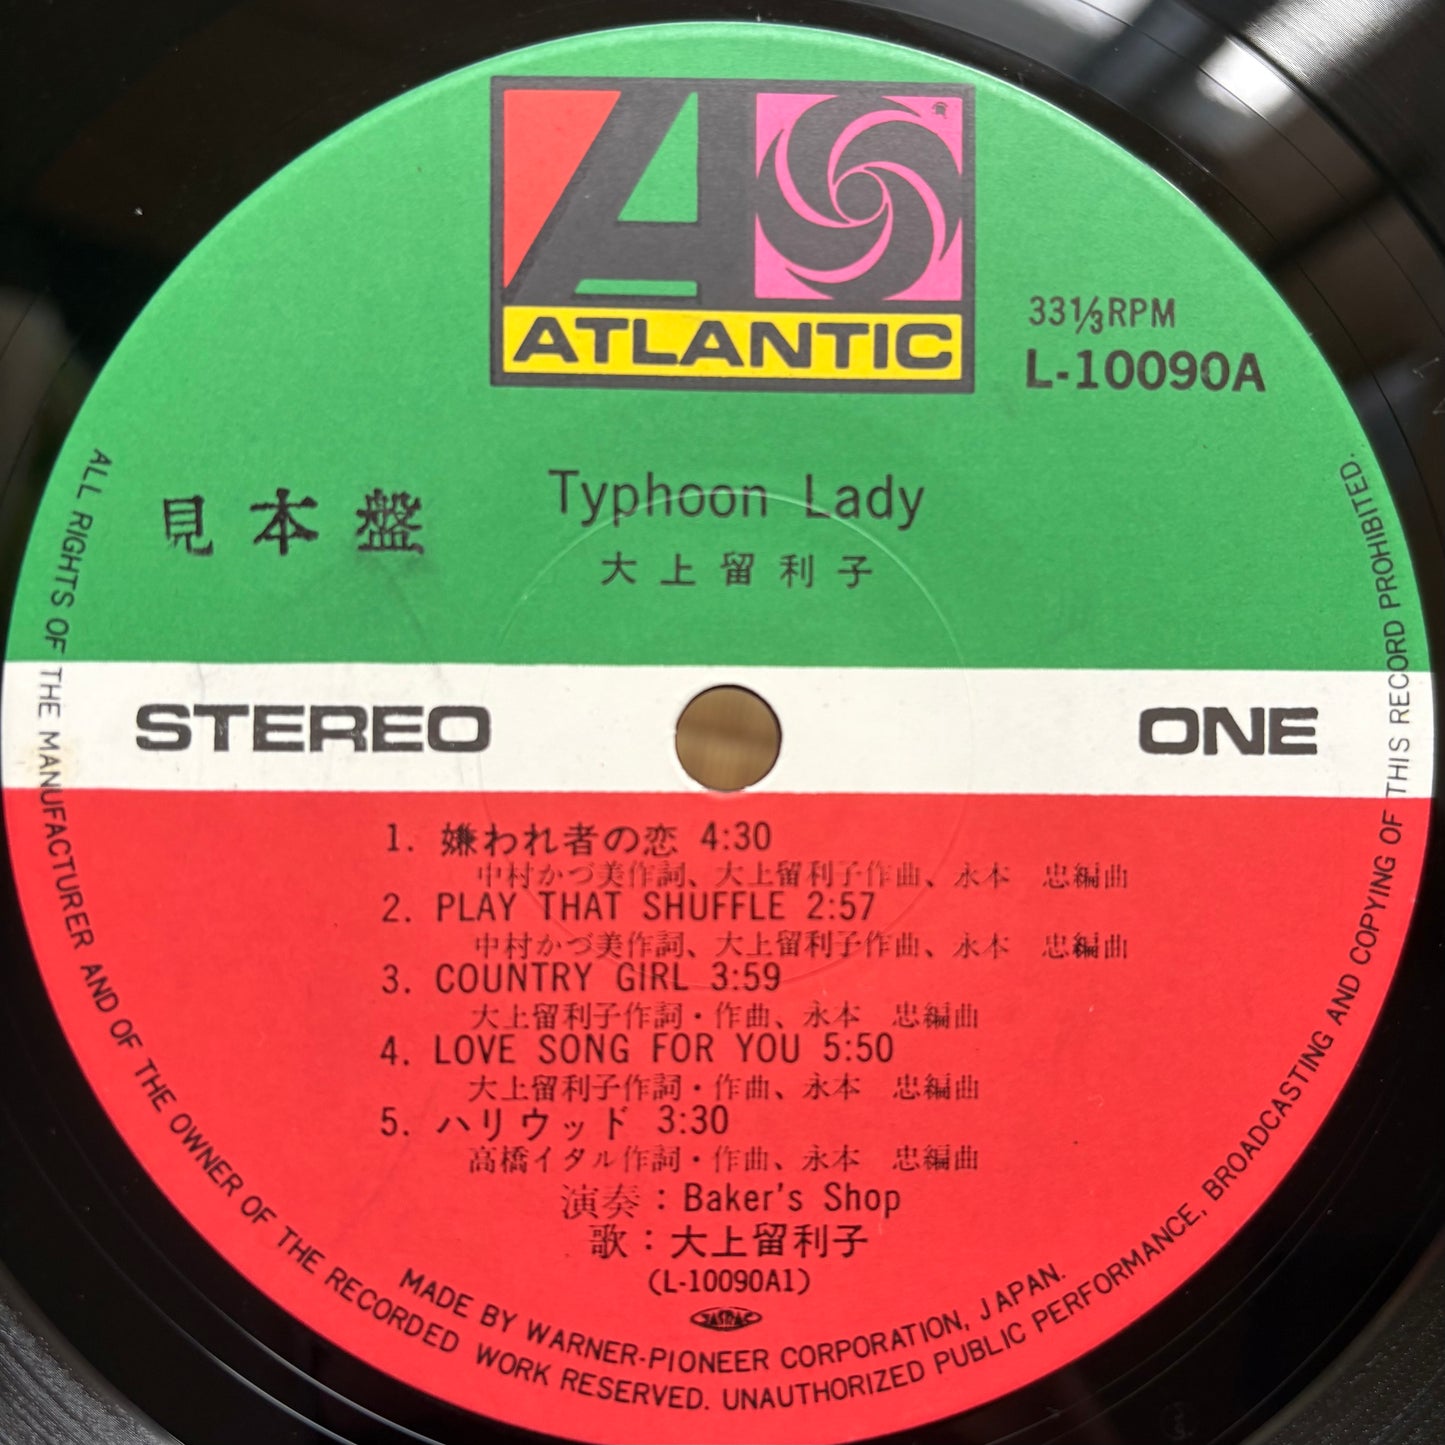 ATLANTIC
33⅓RPM
L-10090A
見本盤
Typhoon Lady
大上留利子
STEREO
ONE
1. 嫌われ者の恋 4:30
中村かづ美作詞、大上留利子作曲、永本 忠編曲
2. PLAY THAT SHUFFLE 2:57
中村かづ美作詞、大上留利子作曲、永本 忠編曲
3. COUNTRY GIRL 3:59
大上留利子作詞・作曲、永本 忠編曲
4. LOVE SONG FOR YOU 5:50
大上留利子作詞・作曲、永本 忠編曲
5. ハリウッド 3:30
高橋イタル作詞・作曲、永本 忠編曲
演奏：Baker's Shop
歌：大上留利子
(L-10090A1)
JASRAC
MADE BY WARNER-PIONEER CORPORATION, JAPAN.
ALL RIGHTS OF THE MANUFACTURER AND OF THE OWNER OF THE RECORDED WORK RESERVED. UNAUTHORIZED PUBLIC PERFORMANCE, BROADCASTING AND COPYING OF THIS RECORD PROHIBITED.